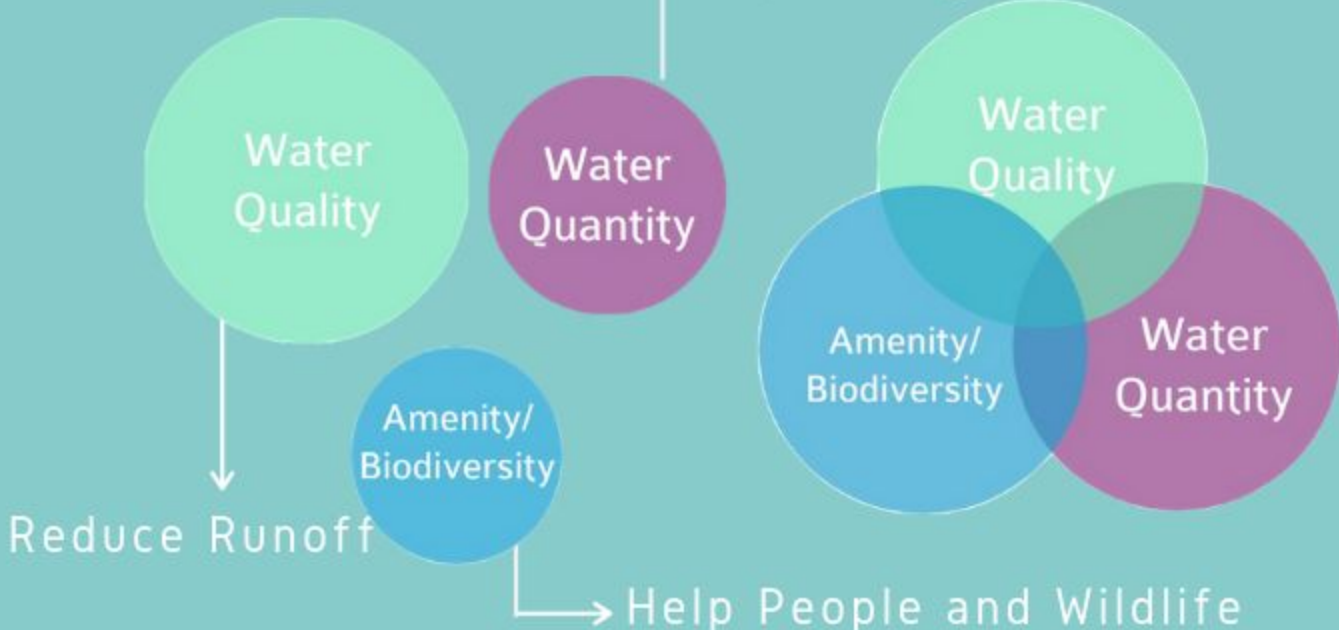 Water
Quality
Water
Quantity
Amenity/
Biodiversity
Reduce Runoff
Help People and Wildlife
Water
Quality
Amenity/
Biodiversity
Water
Quantity